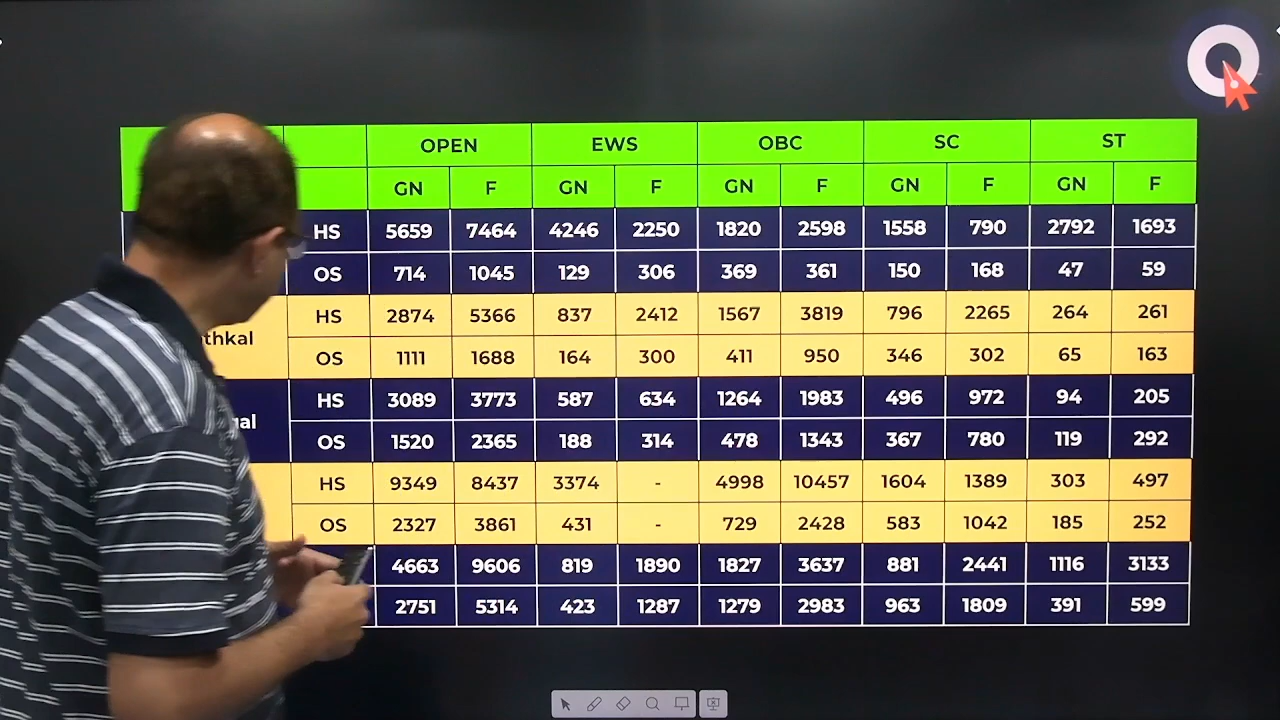 OPEN EWS OBC SC ST
GN F GN F GN F GN F GN F
HS 5659 7464 4246 2250 1820 2598 1558 790 2792 1693
OS 714 1045 129 306 369 361 150 168 47 59
HS 2874 5366 837 2412 1567 3819 796 2265 264 261
thkal
OS 1111 1688 164 300 411 950 346 302 65 163
HS 3089 3773 587 634 1264 1983 496 972 94 205
gal
OS 1520 2365 188 314 478 1343 367 780 119 292
HS 9349 8437 3374 - 4998 10457 1604 1389 303 497
OS 2327 3861 431 - 729 2428 583 1042 185 252
4663 9606 819 1890 1827 3637 881 2441 1116 3133
2751 5314 423 1287 1279 2983 963 1809 391 599